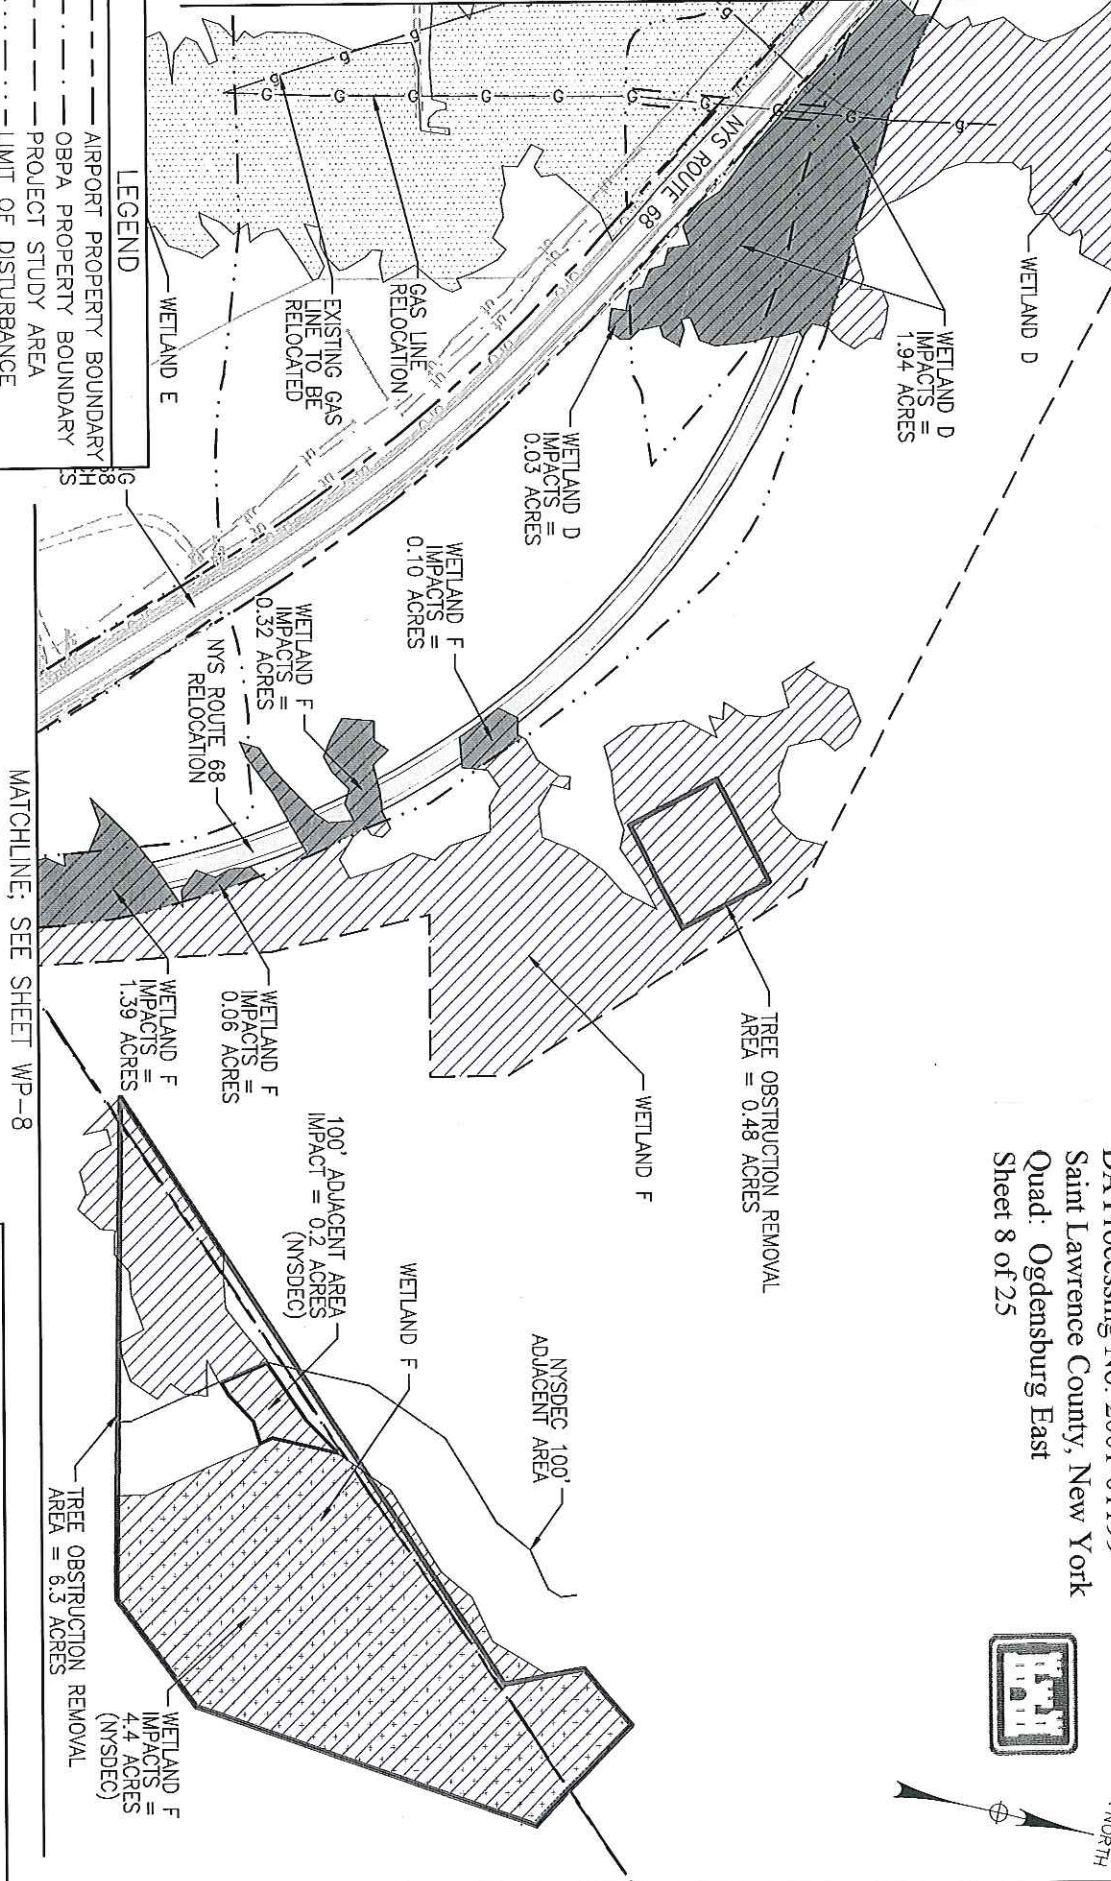 Saint Lawrence County, New York
Quad: Ogdensburg East
Sheet 8 of 25
NORTH
WETLAND D
WETLAND D
IMPACTS =
1.94 ACRES
NYS ROUTE 68
WETLAND D
IMPACTS =
0.03 ACRES
GAS LINE
RELOCATION
EXISTING GAS
LINE TO BE
RELOCATED
WETLAND E
WETLAND F
IMPACTS =
0.10 ACRES
WETLAND F
IMPACTS =
0.32 ACRES
NYS ROUTE 68
RELOCATION
TREE OBSTRUCTION REMOVAL
AREA = 0.48 ACRES
WETLAND F
WETLAND F
IMPACTS =
0.06 ACRES
WETLAND F
IMPACTS =
1.39 ACRES
NYSDEC 100'
ADJACENT AREA
WETLAND F
100' ADJACENT AREA
IMPACT = 0.2 ACRES
(NYSDEC)
TREE OBSTRUCTION REMOVAL
AREA = 6.3 ACRES
WETLAND F
IMPACTS =
4.4 ACRES
(NYSDEC)
MATCHLINE; SEE SHEET WP-8
LEGEND
AIRPORT PROPERTY BOUNDARY
OBPA PROPERTY BOUNDARY
PROJECT STUDY AREA
LIMIT OF DISTURBANCE